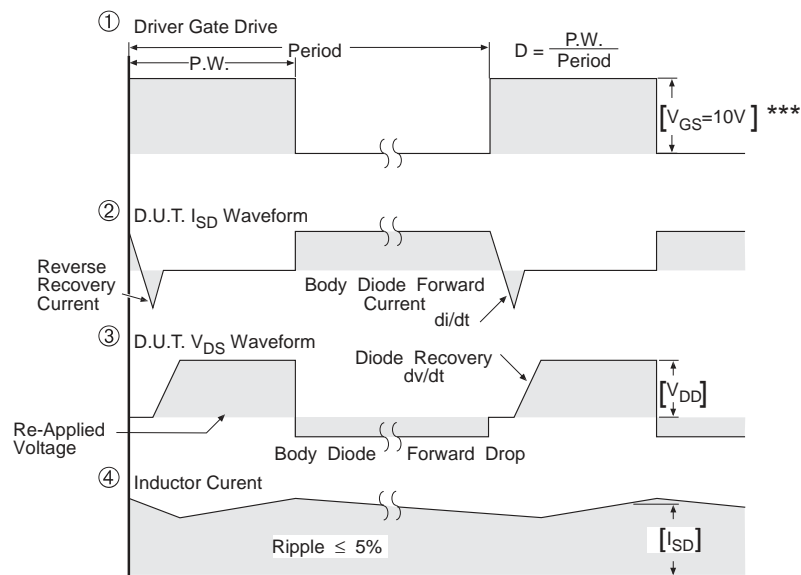 ① Driver Gate Drive
Period
P.W.
D = P.W. / Period
[VGS=10V] ***
② D.U.T. ISD Waveform
Reverse
Recovery
Current
Body Diode Forward
Current
di/dt
③ D.U.T. VDS Waveform
Diode Recovery
dv/dt
[VDD]
Re-Applied
Voltage
Body Diode Forward Drop
④ Inductor Curent
Ripple ≤ 5%
[ISD]